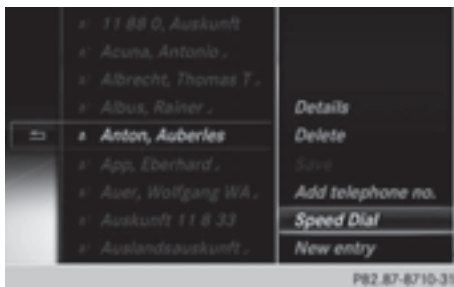 11 88 0, Auskunft
Acuna, Antonio
Albrecht, Thomas T.
Albus, Rainer
Anton, Auberles
App, Eberhard
Auer, Wolfgang WA.
Auskunft 11 8 33
Auslandsauskunft
Details
Delete
Save
Add telephone no.
Speed Dial
New entry
P82.87-8710-31